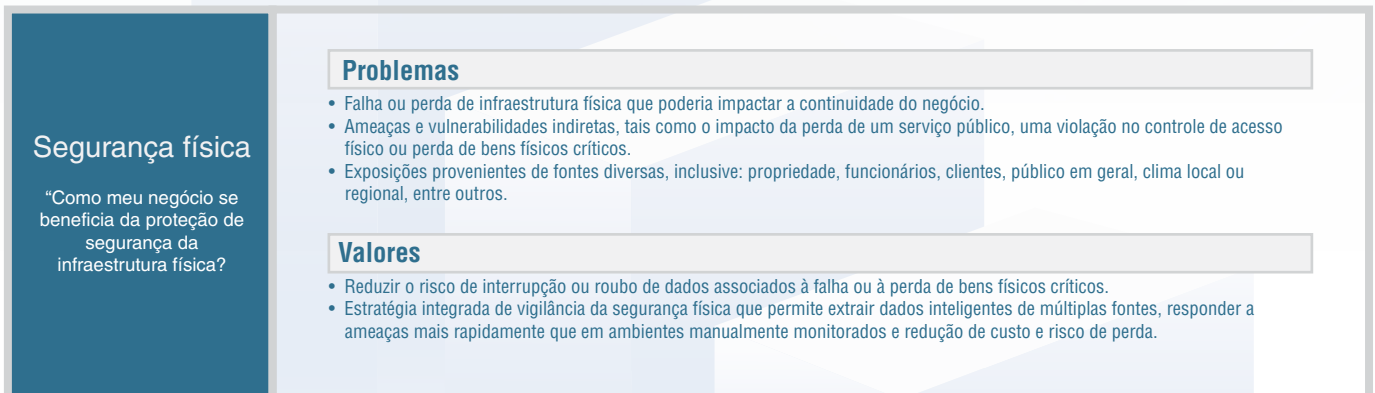 Segurança física
“Como meu negócio se
beneficia da proteção de
segurança da
infraestrutura física?
Problemas
• Falha ou perda de infraestrutura física que poderia impactar a continuidade do negócio.
• Ameaças e vulnerabilidades indiretas, tais como o impacto da perda de um serviço público, uma violação no controle de acesso
físico ou perda de bens físicos críticos.
• Exposições provenientes de fontes diversas, inclusive: propriedade, funcionários, clientes, público em geral, clima local ou
regional, entre outros.
Valores
• Reduzir o risco de interrupção ou roubo de dados associados à falha ou à perda de bens físicos críticos.
• Estratégia integrada de vigilância da segurança física que permite extrair dados inteligentes de múltiplas fontes, responder a
ameaças mais rapidamente que em ambientes manualmente monitorados e redução de custo e risco de perda.